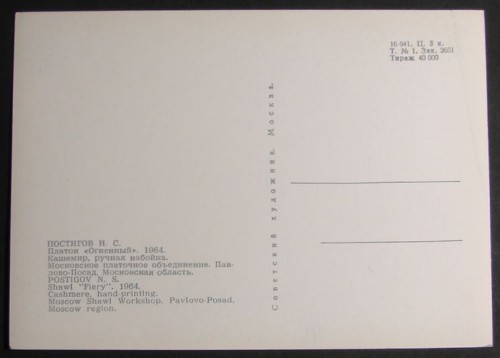 16-941. Ц. 3 к.
Т. № 1. Зак. 2651
Тираж 40 000
Советский художник. Москва.
ПОСТИГОВ Н. С.
Платок «Огненный». 1964.
Кашемир, ручная набойка.
Московское платочное объединение. Пав-
лово-Посад, Московская область.
POSTIGOV N. S.
Shawl "Fiery", 1964.
Cashmere, hand-printing.
Moscow Shawl Workshop. Pavlovo-Posad,
Moscow region.